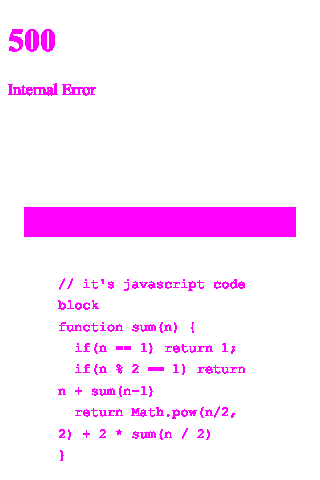 500
Internal Error
// it's javascript code
block
function sum(n) {
if(n == 1) return 1;
if(n % 2 == 1) return
n + sum(n-1)
return Math.pow(n/2,
2) + 2 * sum(n / 2)
}